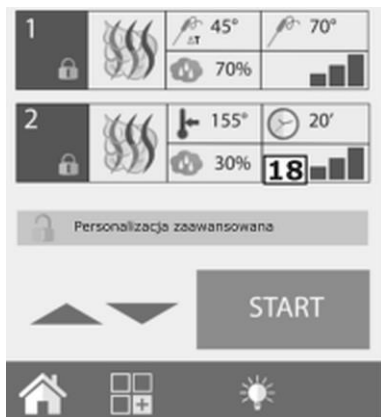 1 45° 70°
ΔT
70%
2 155° 20'
30% 18
Personalizacja zaawansowana
START